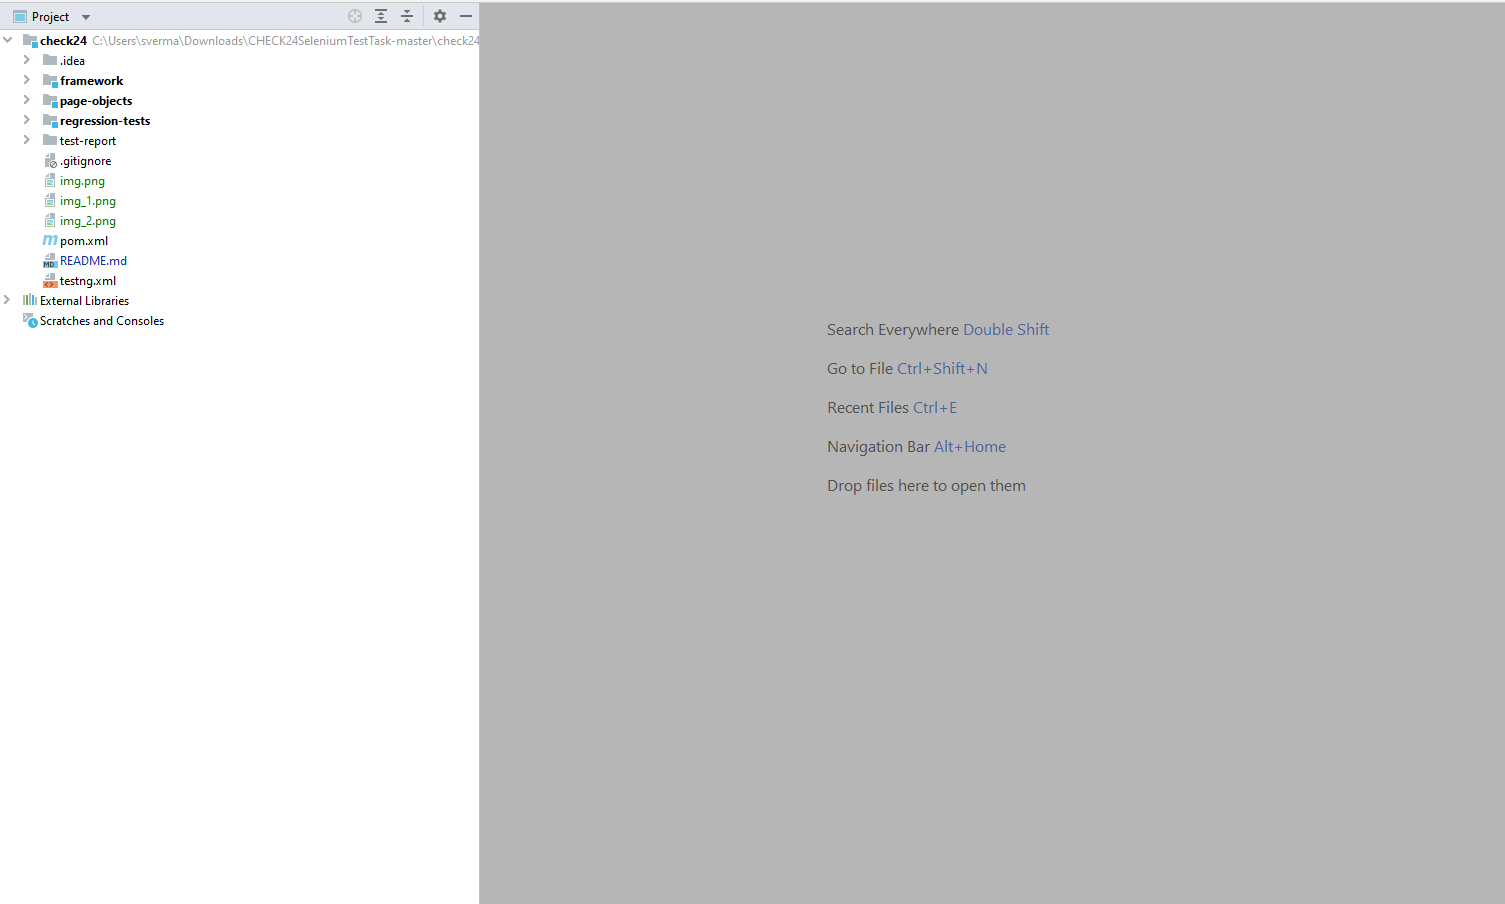 Project
check24 C:\Users\sverma\Downloads\CHECK24SeleniumTestTask-master\check24
.idea
framework
page-objects
regression-tests
test-report
.gitignore
img.png
img_1.png
img_2.png
m pom.xml
MD README.md
testng.xml
External Libraries
Scratches and Consoles
Search Everywhere Double Shift
Go to File Ctrl+Shift+N
Recent Files Ctrl+E
Navigation Bar Alt+Home
Drop files here to open them